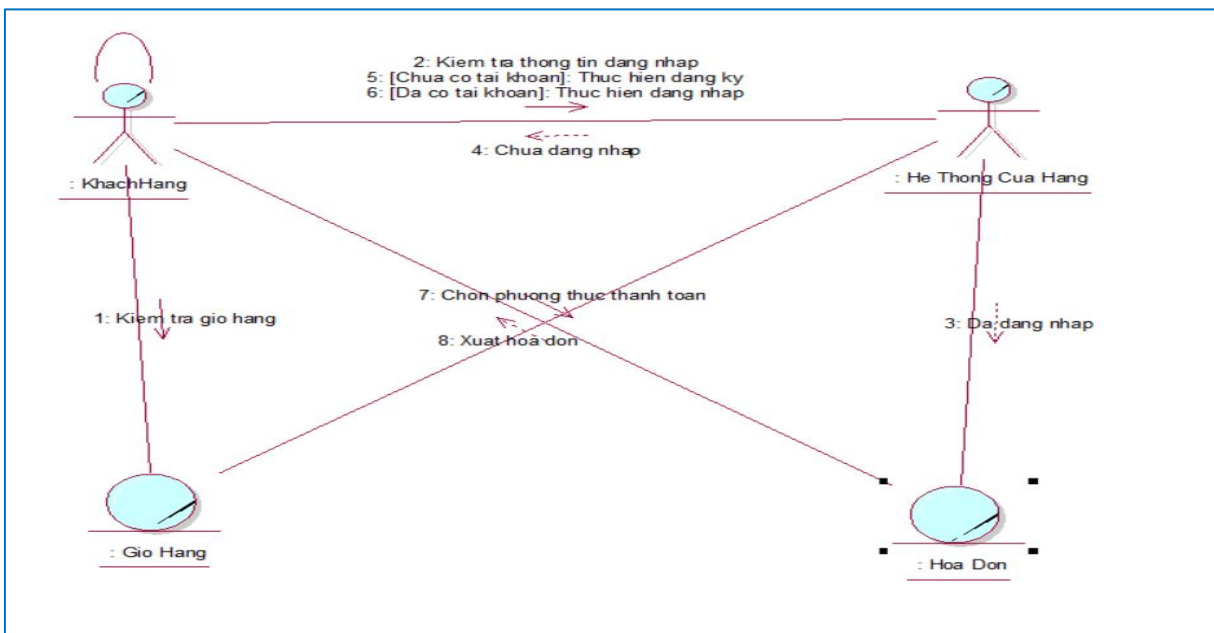 2: Kiem tra thong tin dang nhap
5: [Chua co tai khoan]: Thuc hien dang ky
6: [Da co tai khoan]: Thuc hien dang nhap
4: Chua dang nhap
: KhachHang
: He Thong Cua Hang
7: Chon phuong thuc thanh toan
1: Kiem tra gio hang
3: Da dang nhap
8: Xuat hoa don
: Gio Hang
: Hoa Don